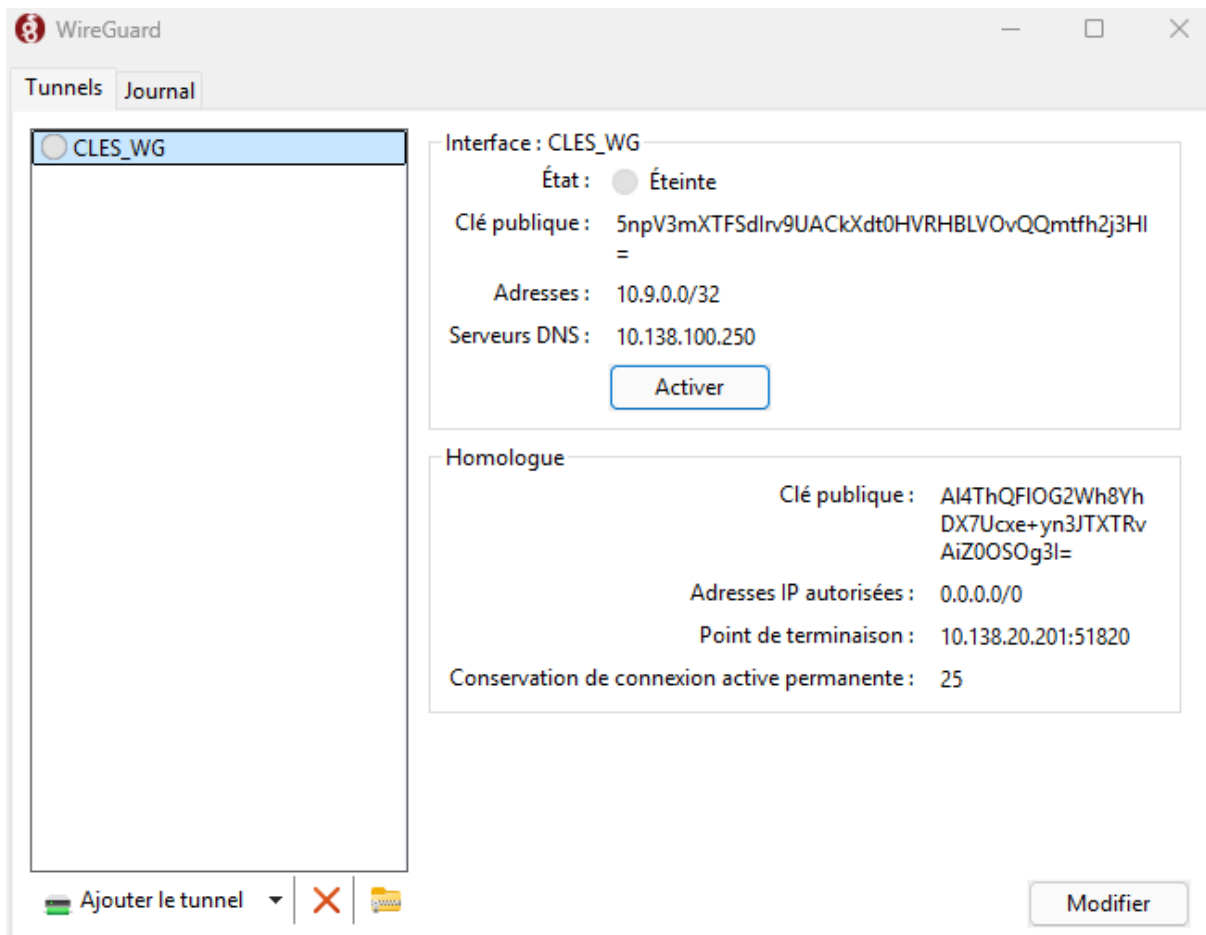 WireGuard
Tunnels
Journal
CLES_WG
Interface : CLES_WG
État : Éteinte
Clé publique : 5npV3mXTFSdIrv9UACkXdt0HVRHBLVOvQQmtfh2j3HI
=
Adresses : 10.9.0.0/32
Serveurs DNS : 10.138.100.250
Activer
Homologue
Clé publique : AI4ThQFIOG2Wh8Yh
DX7Ucxe+yn3JTXTRv
AiZ0OSOg3I=
Adresses IP autorisées : 0.0.0.0/0
Point de terminaison : 10.138.20.201:51820
Conservation de connexion active permanente : 25
Ajouter le tunnel
Modifier